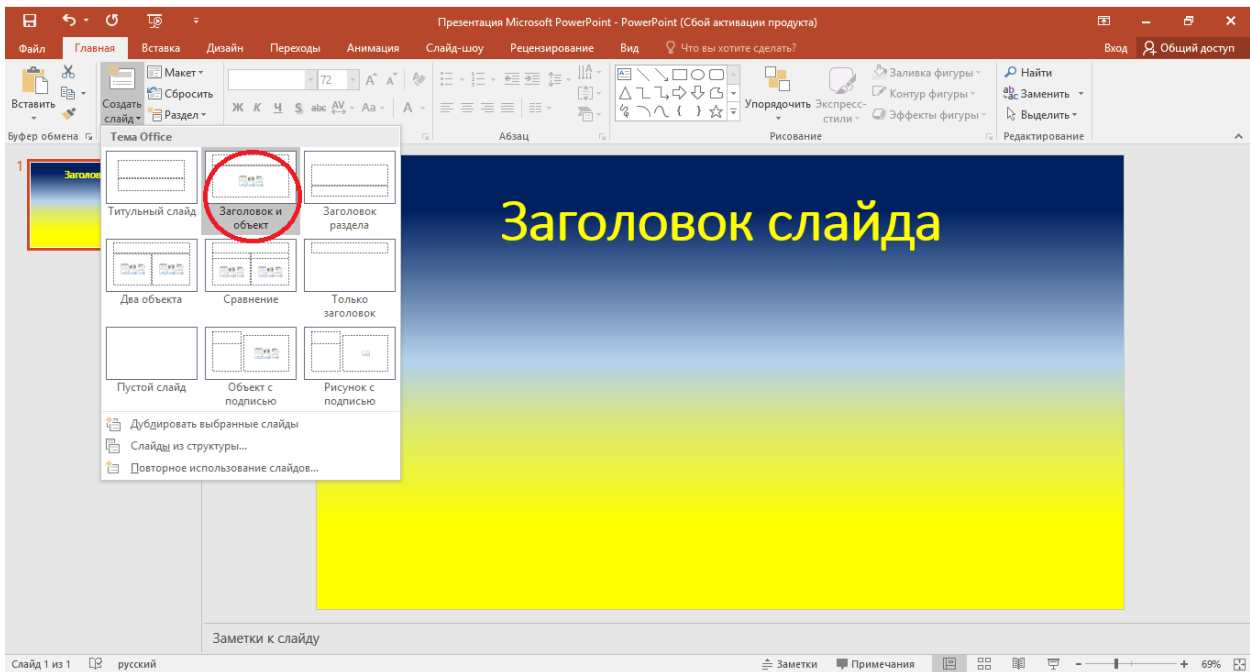 Презентация Microsoft PowerPoint - PowerPoint (Сбой активации продукта)
Файл Главная Вставка Дизайн Переходы Анимация Слайд-шоу Рецензирование Вид Что вы хотите сделать? Вход Общий доступ
Вставить
Буфер обмена
Создать слайд
Макет
Сбросить
Раздел
72
Ж К Ч S abc AV Aa A
Абзац
Упорядочить
Экспресс-стили
Заливка фигуры
Контур фигуры
Эффекты фигуры
Рисование
Найти
Заменить
Выделить
Редактирование
Тема Office
Титульный слайд
Заголовок и
объект
Заголовок
раздела
Два объекта
Сравнение
Только
заголовок
Пустой слайд
Объект с
подписью
Рисунок с
подписью
Дублировать выбранные слайды
Слайды из структуры...
Повторное использование слайдов...
1
Заголовок слайда
Заметки к слайду
Слайд 1 из 1 русский Заметки Примечания 69%